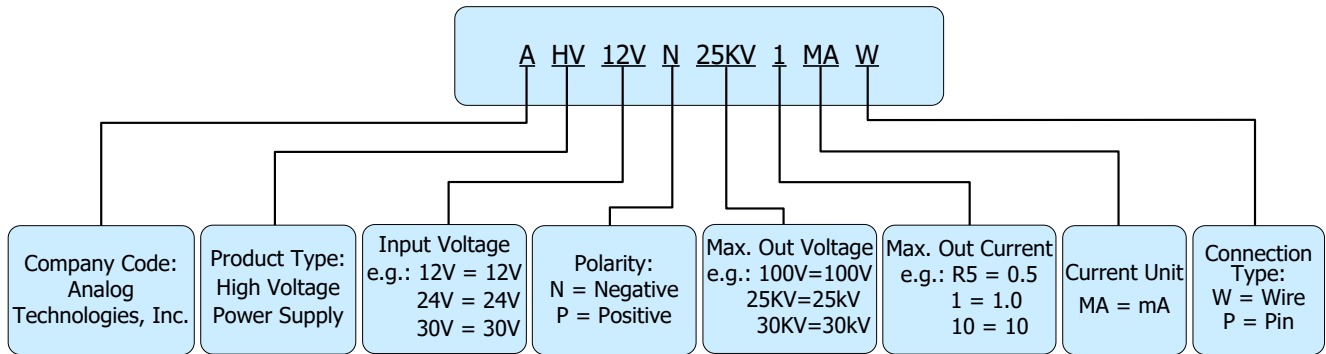 A HV 12V N 25KV 1 MA W
Company Code:
Analog
Technologies, Inc.
Product Type:
High Voltage
Power Supply
Input Voltage
e.g.: 12V = 12V
24V = 24V
30V = 30V
Polarity:
N = Negative
P = Positive
Max. Out Voltage
e.g.: 100V=100V
25KV=25kV
30KV=30kV
Max. Out Current
e.g.: R5 = 0.5
1 = 1.0
10 = 10
Current Unit
MA = mA
Connection
Type:
W = Wire
P = Pin